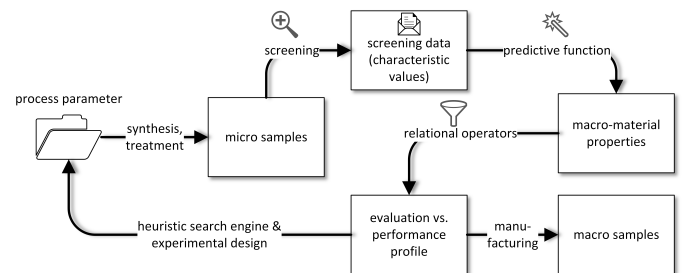 screening
screening data
(characteristic
values)
predictive function
process parameter
synthesis,
treatment
micro samples
relational operators
macro-material
properties
heuristic search engine &
experimental design
evaluation vs.
performance
profile
manu-
facturing
macro samples